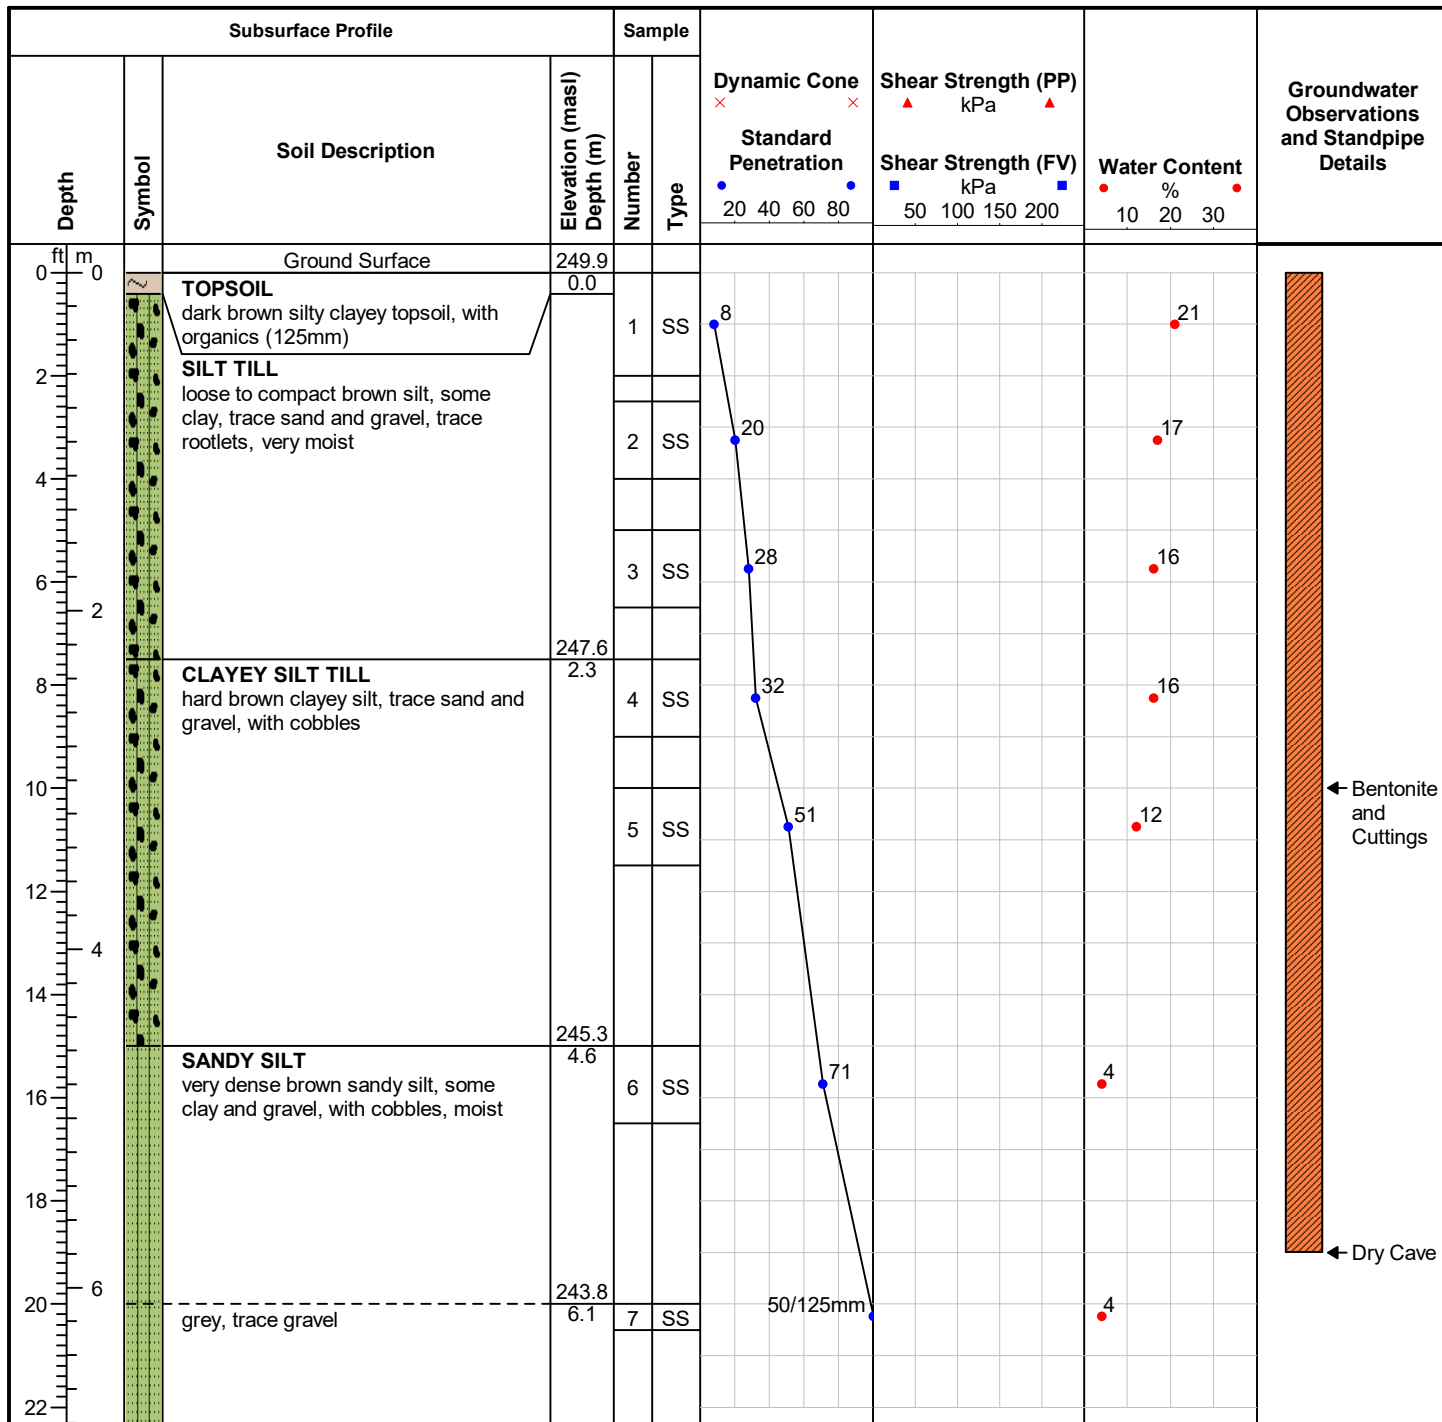 Subsurface Profile
Sample
Depth
Symbol
Soil Description
Elevation (masl)
Depth (m)
Number
Type
Dynamic Cone
Standard
Penetration
20 40 60 80
Shear Strength (PP)
kPa
Shear Strength (FV)
kPa
50 100 150 200
Water Content
%
10 20 30
Groundwater
Observations
and Standpipe
Details
ft m
Ground Surface
249.9
0 0
0.0
TOPSOIL
dark brown silty clayey topsoil, with
organics (125mm)
1 SS
8
21
SILT TILL
loose to compact brown silt, some
clay, trace sand and gravel, trace
rootlets, very moist
2
2 SS
20
17
4
3 SS
28
16
6
2
247.6
2.3
CLAYEY SILT TILL
hard brown clayey silt, trace sand and
gravel, with cobbles
8
4 SS
32
16
10
Bentonite
and
Cuttings
5 SS
51
12
12
4
14
245.3
4.6
SANDY SILT
very dense brown sandy silt, some
clay and gravel, with cobbles, moist
6 SS
71
4
16
18
Dry Cave
6
243.8
20
6.1
grey, trace gravel
7 SS
50/125mm
4
22